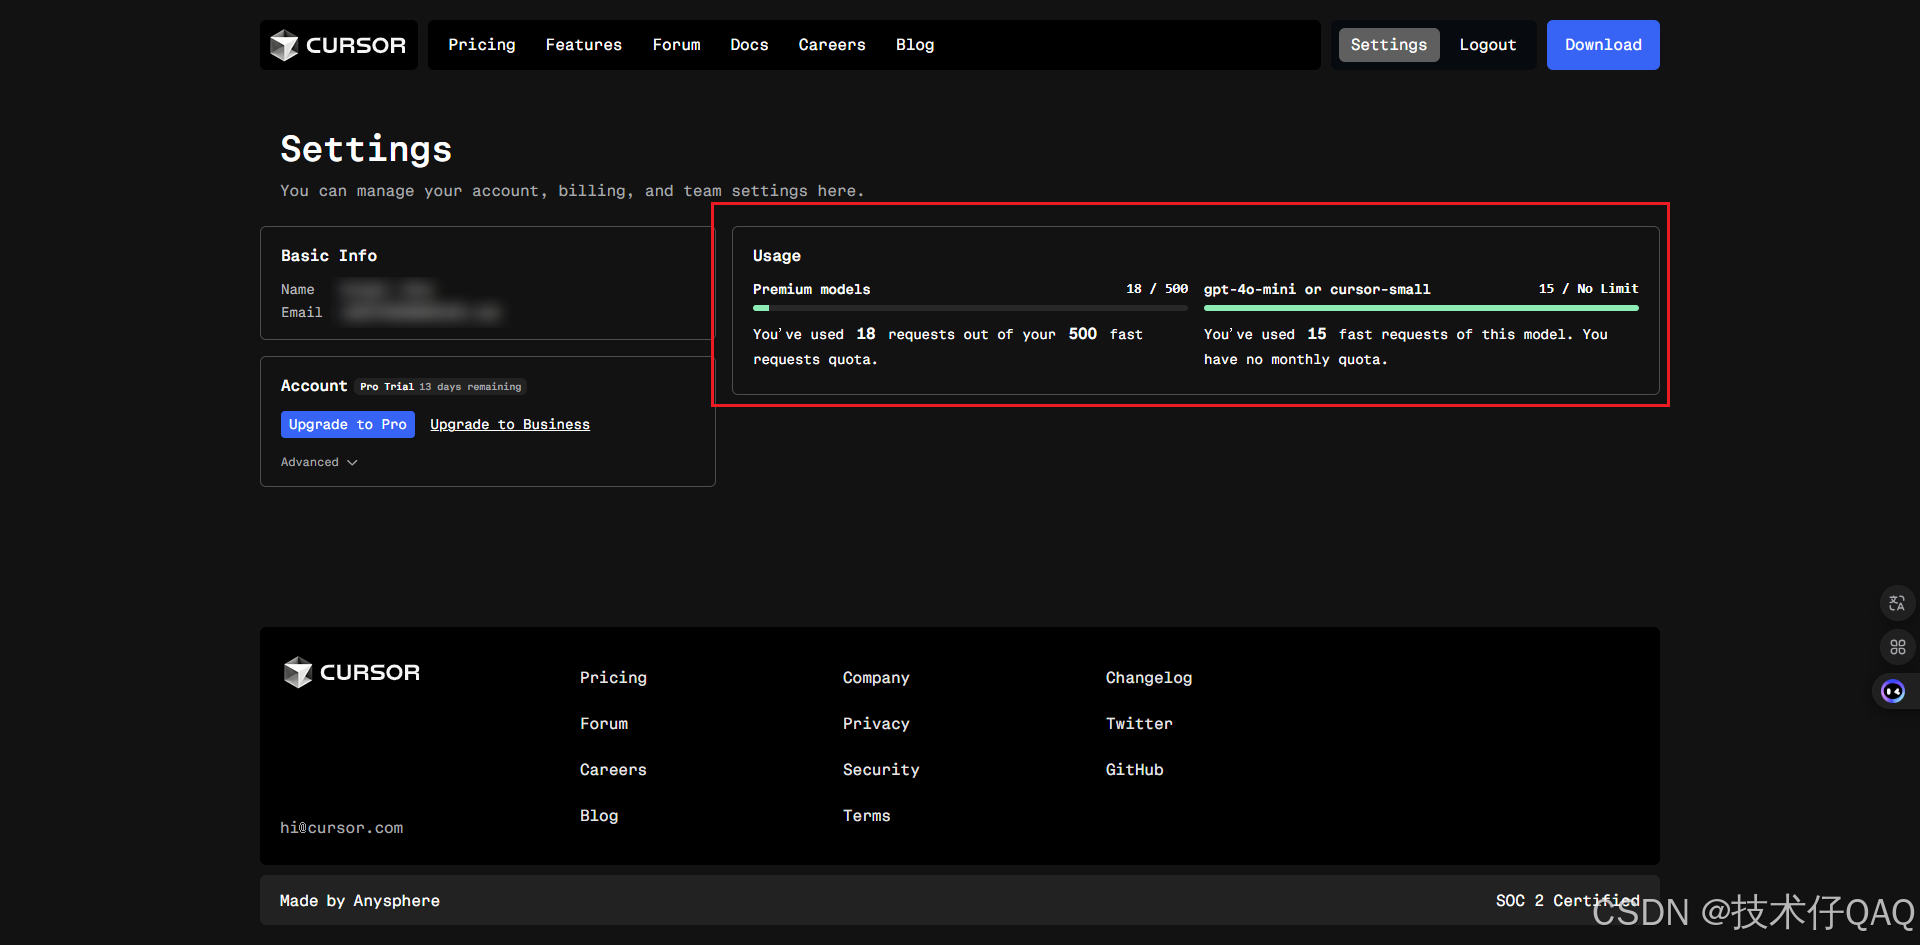 CURSOR
Pricing Features Forum Docs Careers Blog
Settings Logout
Download
Settings
You can manage your account, billing, and team settings here.
Basic Info
Name
Email
Account Pro Trial 13 days remaining
Upgrade to Pro Upgrade to Business
Advanced
Usage
Premium models 18 / 500
You've used 18 requests out of your 500 fast
requests quota.
gpt-4o-mini or cursor-small 15 / No Limit
You've used 15 fast requests of this model. You
have no monthly quota.
CURSOR
hi@cursor.com
Pricing
Forum
Careers
Blog
Company
Privacy
Security
Terms
Changelog
Twitter
GitHub
Made by Anysphere
SOC 2 Certified
CSDN @技术仔QAQ